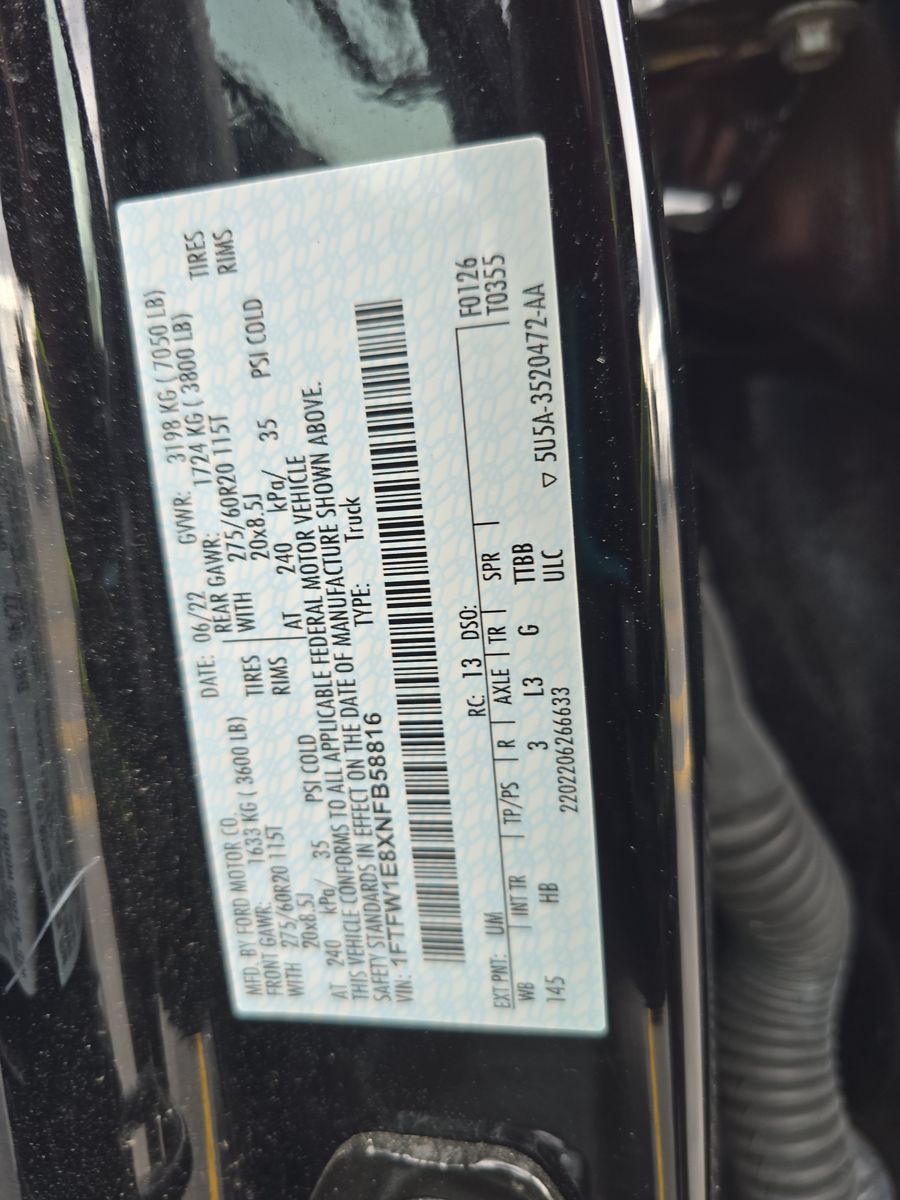 MFD. BY FORD MOTOR CO. DATE: 06/22 GVWR: 3198 KG ( 7050 LB)
FRONT GAWR: 1633 KG ( 3600 LB) REAR GAWR: 1724 KG ( 3800 LB)
WITH 275/60R20 115T TIRES WITH 275/60R20 115T TIRES
20x8.5J RIMS 20x8.5J RIMS
AT 240 kPa/ 35 PSI COLD AT 240 kPa/ 35 PSI COLD
THIS VEHICLE CONFORMS TO ALL APPLICABLE FEDERAL MOTOR VEHICLE
SAFETY STANDARDS IN EFFECT ON THE DATE OF MANUFACTURE SHOWN ABOVE.
VIN: 1FTFW1E8XNFB58816 TYPE: Truck
F0126
EXT PNT: UM RC: 13 DSO: T0355
WB INT TR TP/PS R AXLE TR SPR
145 HB 3 L3 G TTBB
2202206266633 ULC ▽ 5U5A-3520472-AA